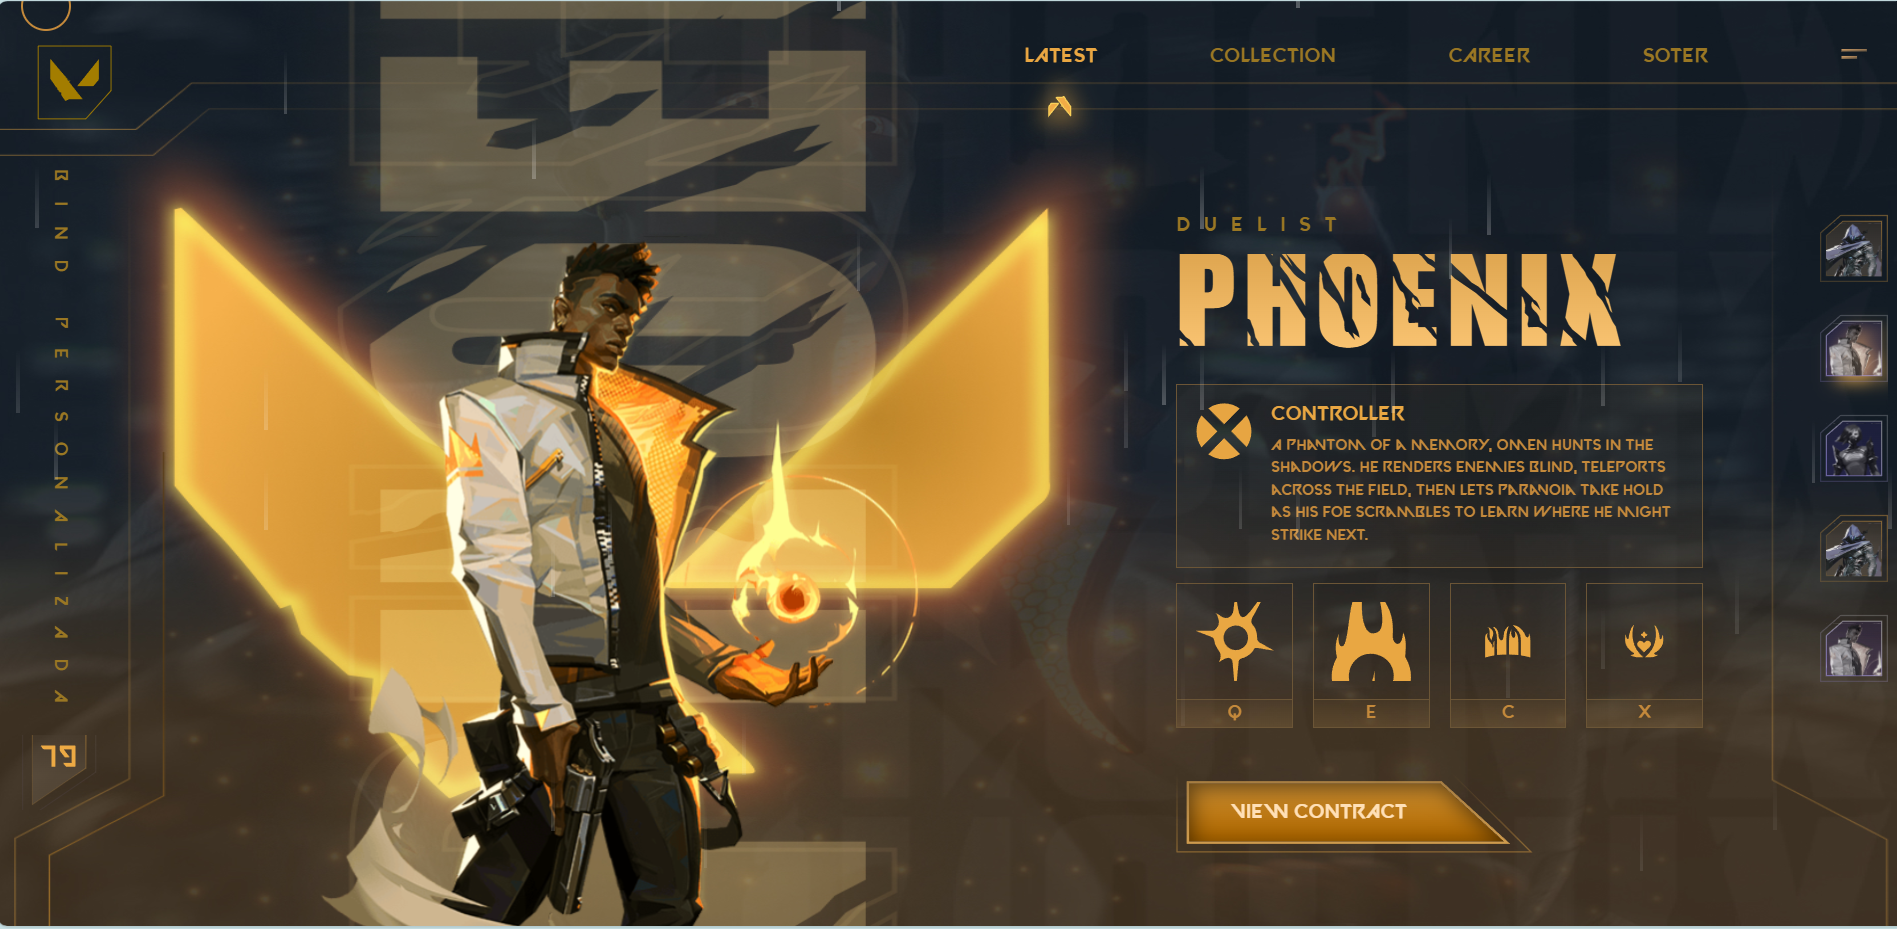 LATEST
COLLECTION
CAREER
SOTER
BIND PERSONALIZADA
79
DUELIST
PHOENIX
CONTROLLER
A PHANTOM OF A MEMORY, OMEN HUNTS IN THE
SHADOWS. HE RENDERS ENEMIES BLIND, TELEPORTS
ACROSS THE FIELD, THEN LETS PARANOIA TAKE HOLD
AS HIS FOE SCRAMBLES TO LEARN WHERE HE MIGHT
STRIKE NEXT.
Q
E
C
X
VIEW CONTRACT